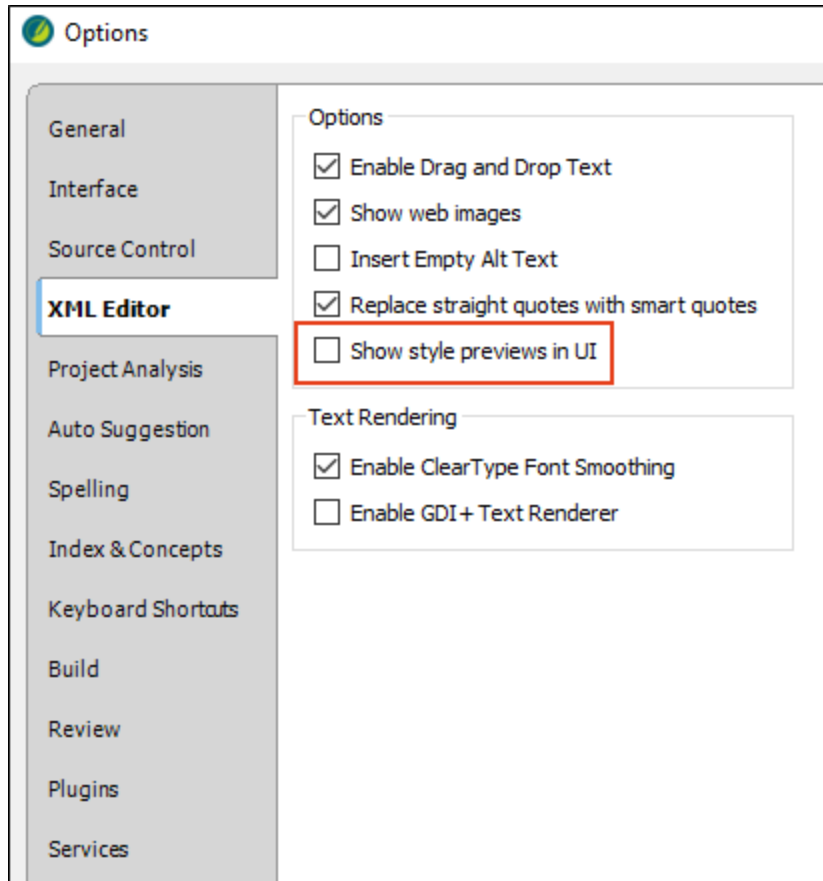 Options
General
Interface
Source Control
XML Editor
Project Analysis
Auto Suggestion
Spelling
Index & Concepts
Keyboard Shortcuts
Build
Review
Plugins
Services
Options
Enable Drag and Drop Text
Show web images
Insert Empty Alt Text
Replace straight quotes with smart quotes
Show style previews in UI
Text Rendering
Enable ClearType Font Smoothing
Enable GDI+ Text Renderer